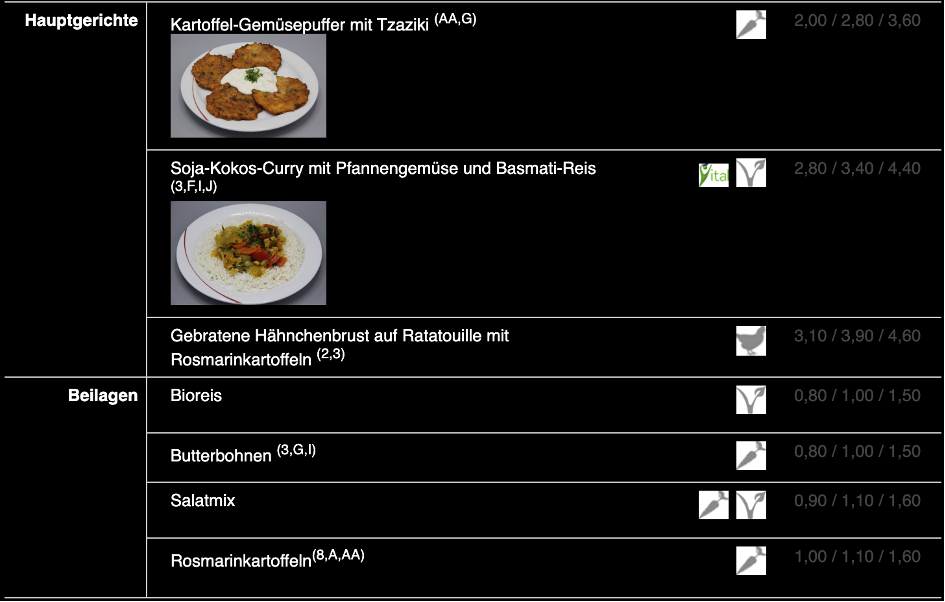 Hauptgerichte
Kartoffel-Gemüsepuffer mit Tzaziki (AA,G)
2,00 / 2,80 / 3,60
Soja-Kokos-Curry mit Pfannengemüse und Basmati-Reis
(3,F,I,J)
Vital
2,80 / 3,40 / 4,40
Gebratene Hähnchenbrust auf Ratatouille mit
Rosmarinkartoffeln (2,3)
3,10 / 3,90 / 4,60
Beilagen
Bioreis
0,80 / 1,00 / 1,50
Butterbohnen (3,G,I)
0,80 / 1,00 / 1,50
Salatmix
0,90 / 1,10 / 1,60
Rosmarinkartoffeln(8,A,AA)
1,00 / 1,10 / 1,60